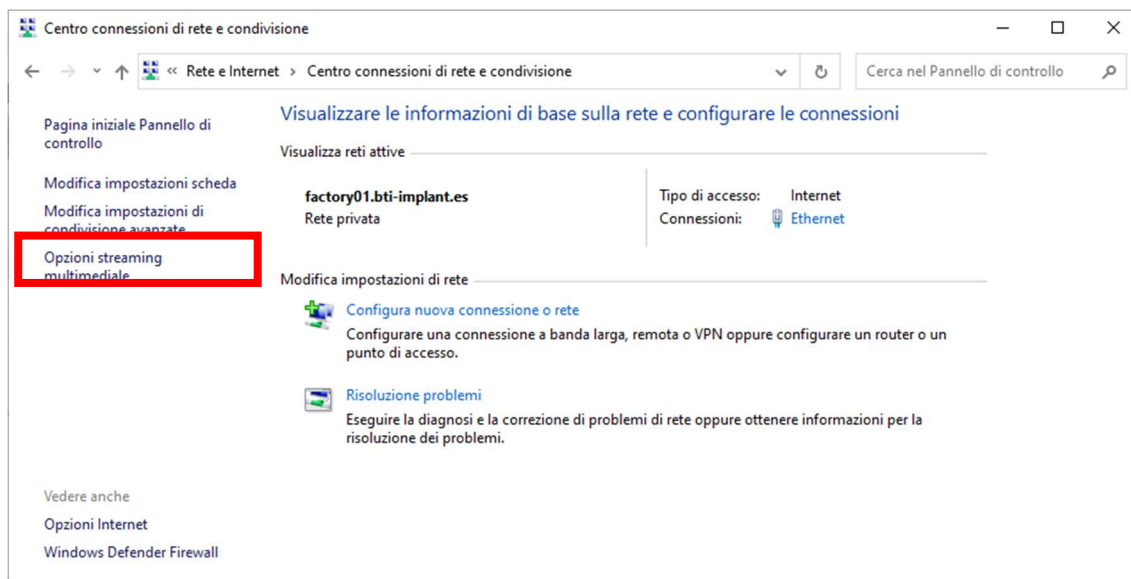 Centro connessioni di rete e condivisione
« Rete e Internet › Centro connessioni di rete e condivisione
Cerca nel Pannello di controllo
Pagina iniziale Pannello di
controllo
Modifica impostazioni scheda
Modifica impostazioni di
condivisione avanzate
Opzioni streaming
multimediale
Visualizzare le informazioni di base sulla rete e configurare le connessioni
Visualizza reti attive
factory01.bti-implant.es
Rete privata
Tipo di accesso: Internet
Connessioni: Ethernet
Modifica impostazioni di rete
Configura nuova connessione o rete
Configurare una connessione a banda larga, remota o VPN oppure configurare un router o un
punto di accesso.
Risoluzione problemi
Eseguire la diagnosi e la correzione di problemi di rete oppure ottenere informazioni per la
risoluzione dei problemi.
Vedere anche
Opzioni Internet
Windows Defender Firewall